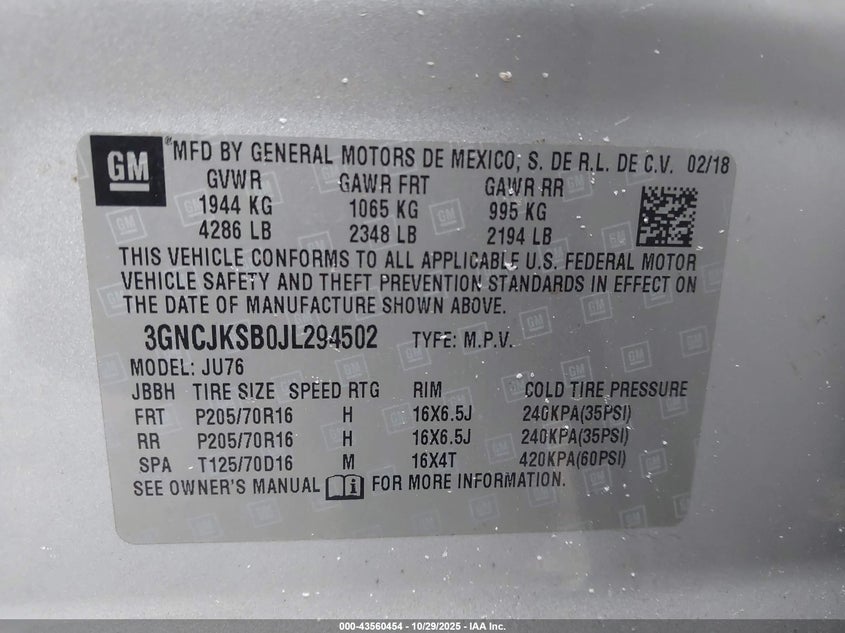 GM ®MFD BY GENERAL MOTORS DE MEXICO, S. DE R.L. DE C.V. 02/18
GVWR GAWR FRT GAWR RR
1944 KG 1065 KG 995 KG
4286 LB 2348 LB 2194 LB
THIS VEHICLE CONFORMS TO ALL APPLICABLE U.S. FEDERAL MOTOR
VEHICLE SAFETY AND THEFT PREVENTION STANDARDS IN EFFECT ON
THE DATE OF MANUFACTURE SHOWN ABOVE.
3GNCJKSB0JL294502 TYPE: M.P.V.
MODEL: JU76
JBBH TIRE SIZE SPEED RTG RIM COLD TIRE PRESSURE
FRT P205/70R16 H 16X6.5J 240KPA(35PSI)
RR P205/70R16 H 16X6.5J 240KPA(35PSI)
SPA T125/70D16 M 16X4T 420KPA(60PSI)
SEE OWNER'S MANUAL FOR MORE INFORMATION.
000-43560454 - 10/29/2025 - IAA Inc.